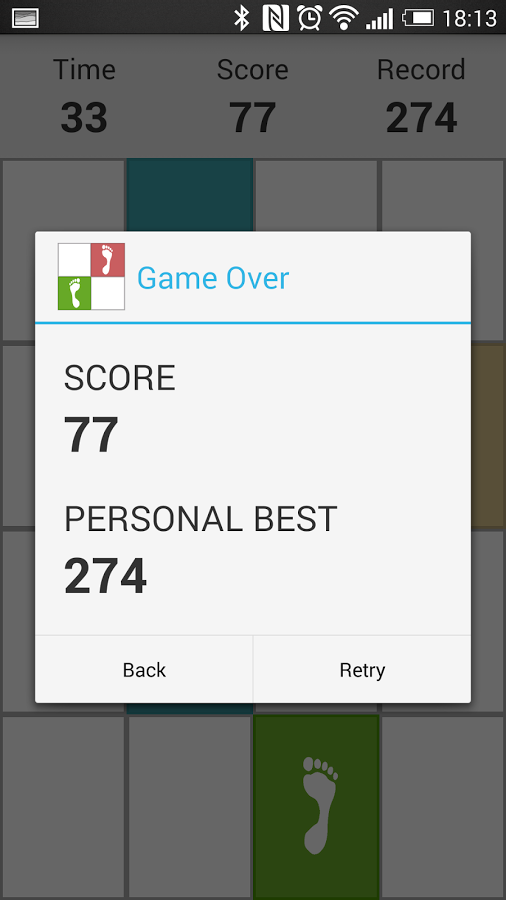 18:13
Time Score Record
33 77 274
Game Over
SCORE
77
PERSONAL BEST
274
Back Retry